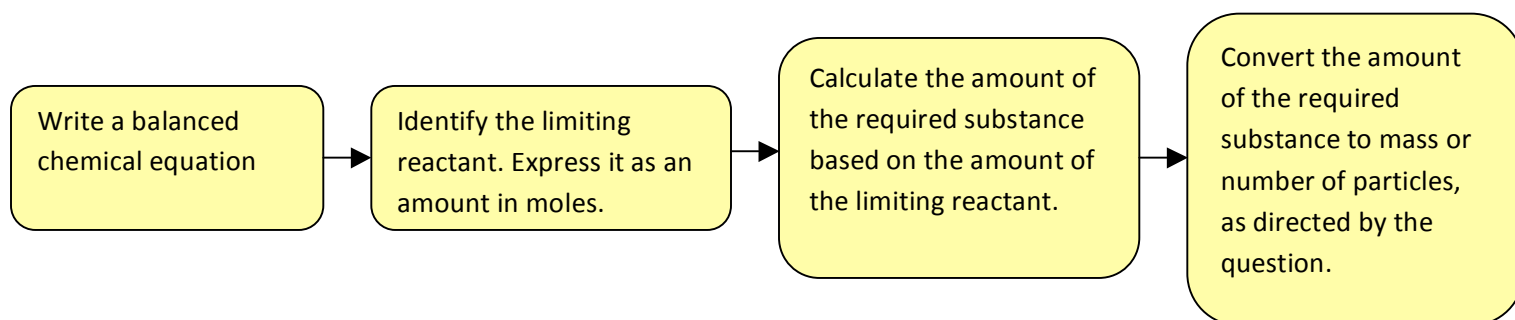 Write a balanced
chemical equation
Identify the limiting
reactant. Express it as an
amount in moles.
Calculate the amount of
the required substance
based on the amount of
the limiting reactant.
Convert the amount
of the required
substance to mass or
number of particles,
as directed by the
question.